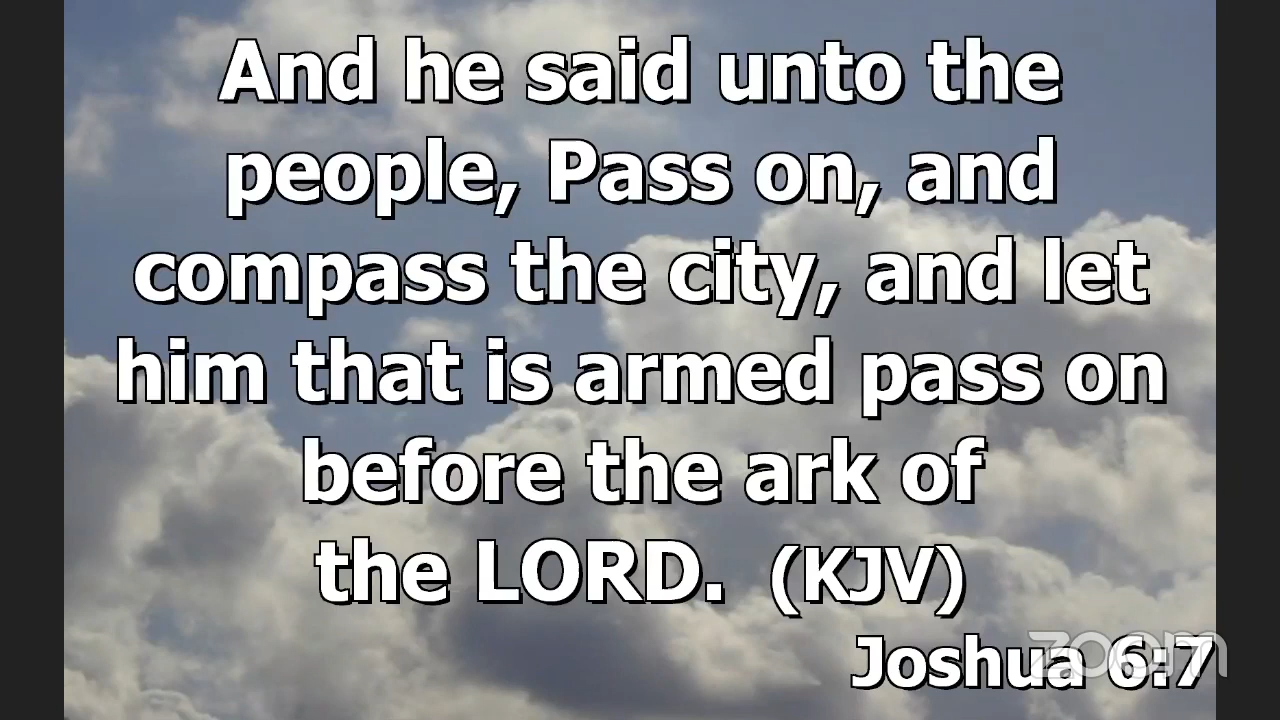 And he said unto the
people, Pass on, and
compass the city, and let
him that is armed pass on
before the ark of
the LORD. (KJV)
Joshua 6:7
zoom